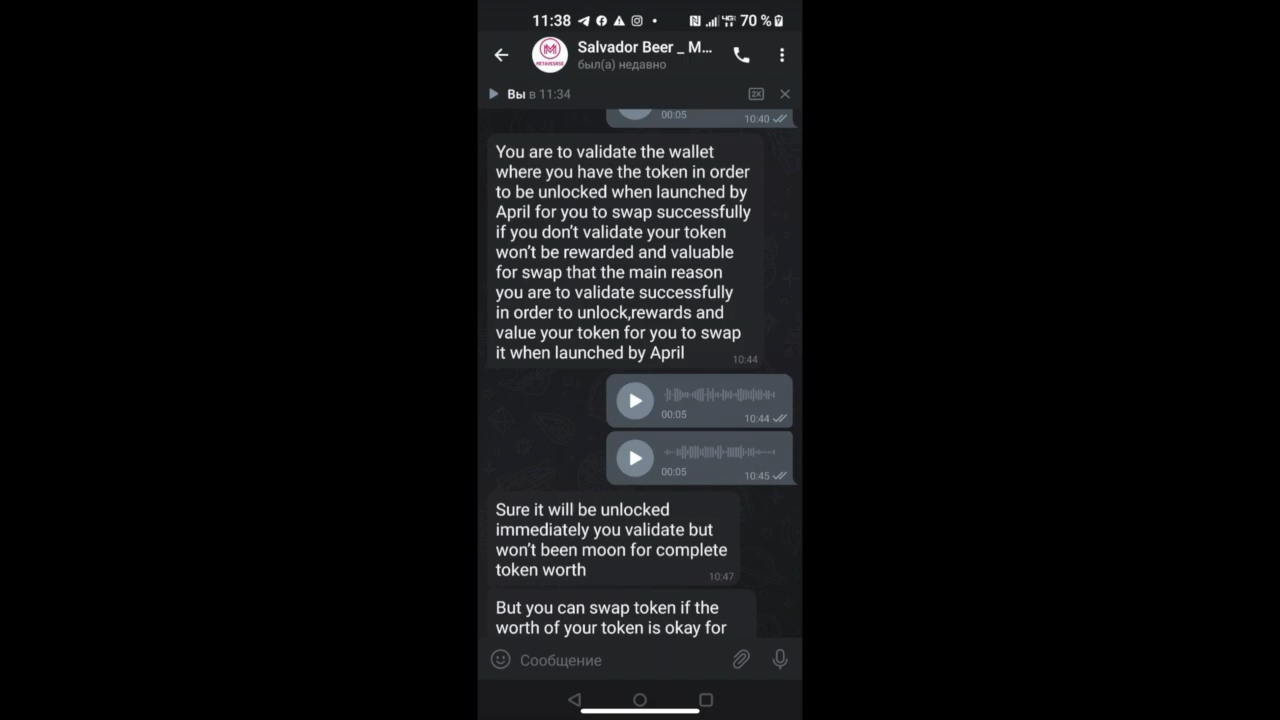 11:38
4G
70 %
METAVERSE
Salvador Beer _ M...
был(а) недавно
Вы в 11:34
2X
00:05
10:40
You are to validate the wallet
where you have the token in order
to be unlocked when launched by
April for you to swap successfully
if you don't validate your token
won't be rewarded and valuable
for swap that the main reason
you are to validate successfully
in order to unlock,rewards and
value your token for you to swap
it when launched by April
10:44
00:05
10:44
00:05
10:45
Sure it will be unlocked
immediately you validate but
won't been moon for complete
token worth
10:47
But you can swap token if the
worth of your token is okay for
Сообщение